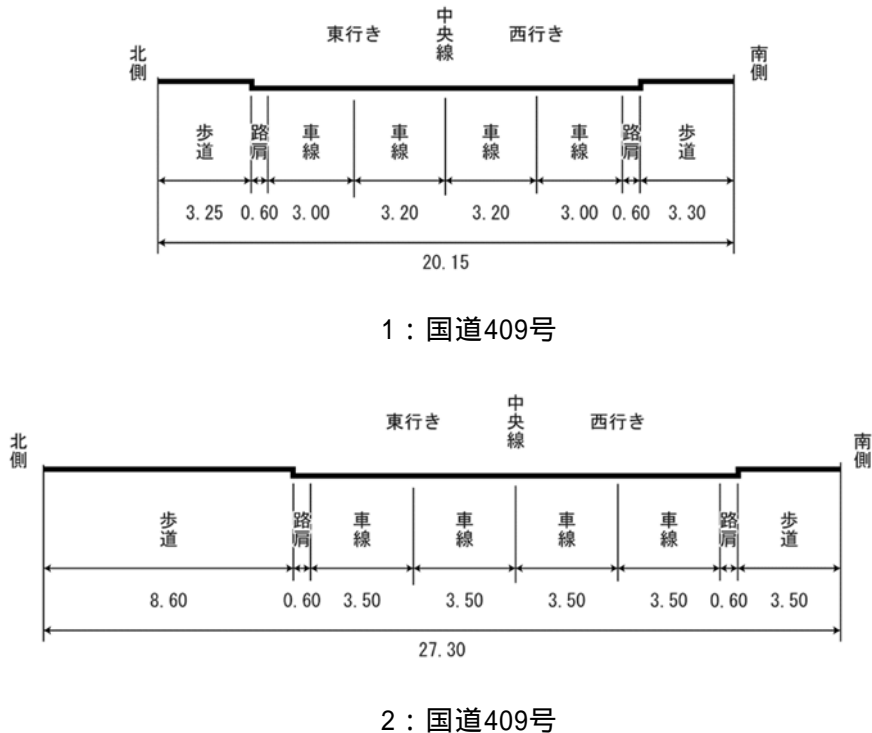 東行き 中央線 西行き
北側 南側
歩道 路肩 車線 車線 車線 車線 路肩 歩道
3.25 0.60 3.00 3.20 3.20 3.00 0.60 3.30
20.15
1：国道409号
東行き 中央線 西行き
北側 南側
歩道 路肩 車線 車線 車線 車線 路肩 歩道
8.60 0.60 3.50 3.50 3.50 3.50 0.60 3.50
27.30
2：国道409号